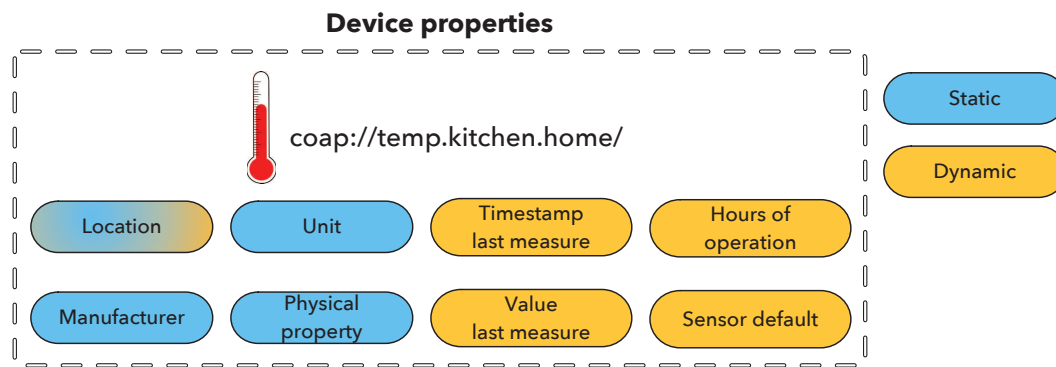 Device properties
coap://temp.kitchen.home/
Static
Dynamic
Location
Unit
Timestamp
last measure
Hours of
operation
Manufacturer
Physical
property
Value
last measure
Sensor default